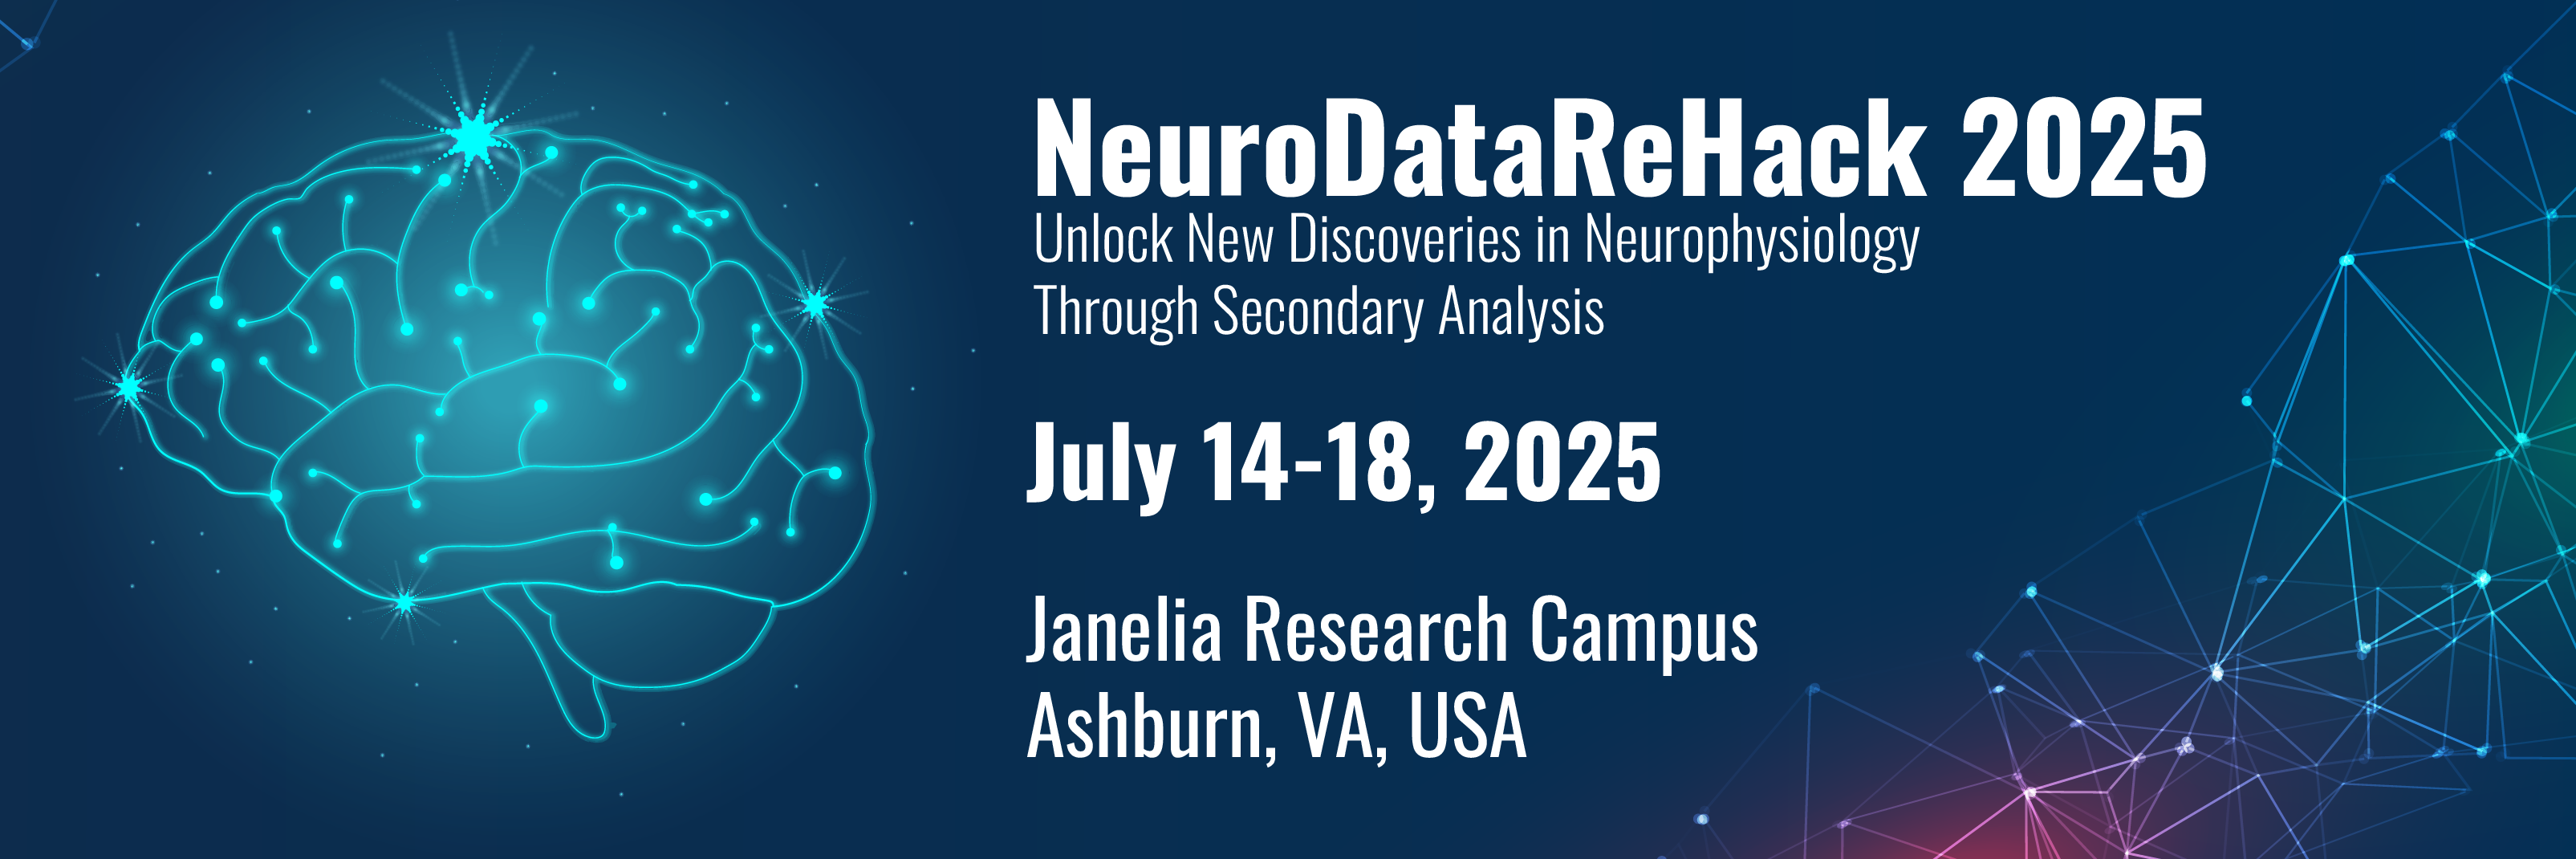 NeuroDataReHack 2025
Unlock New Discoveries in Neurophysiology
Through Secondary Analysis
July 14-18, 2025
Janelia Research Campus
Ashburn, VA, USA